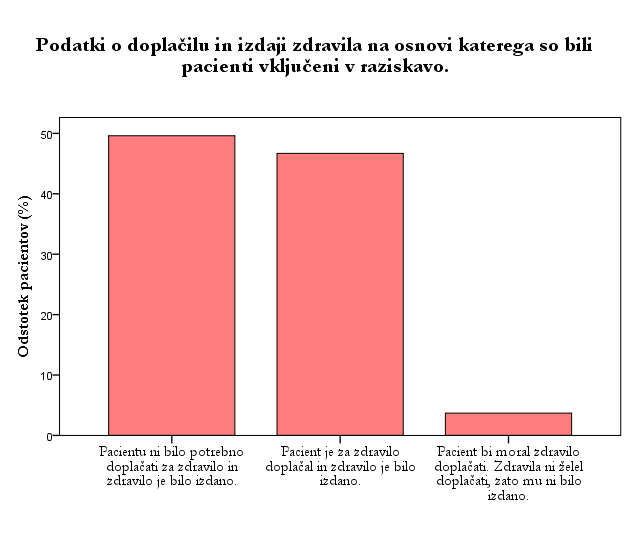 Podatki o doplačilu in izdaji zdravila na osnovi katerega so bili
pacienti vključeni v raziskavo.
50
40
30
20
10
0
Odstotek pacientov (%)
Pacientu ni bilo potrebno
doplačati za zdravilo in
zdravilo je bilo izdano.
Pacient je za zdravilo
doplačal in zdravilo je bilo
izdano.
Pacient bi moral zdravilo
doplačati. Zdravila ni želel
doplačati, zato mu ni bilo
izdano.